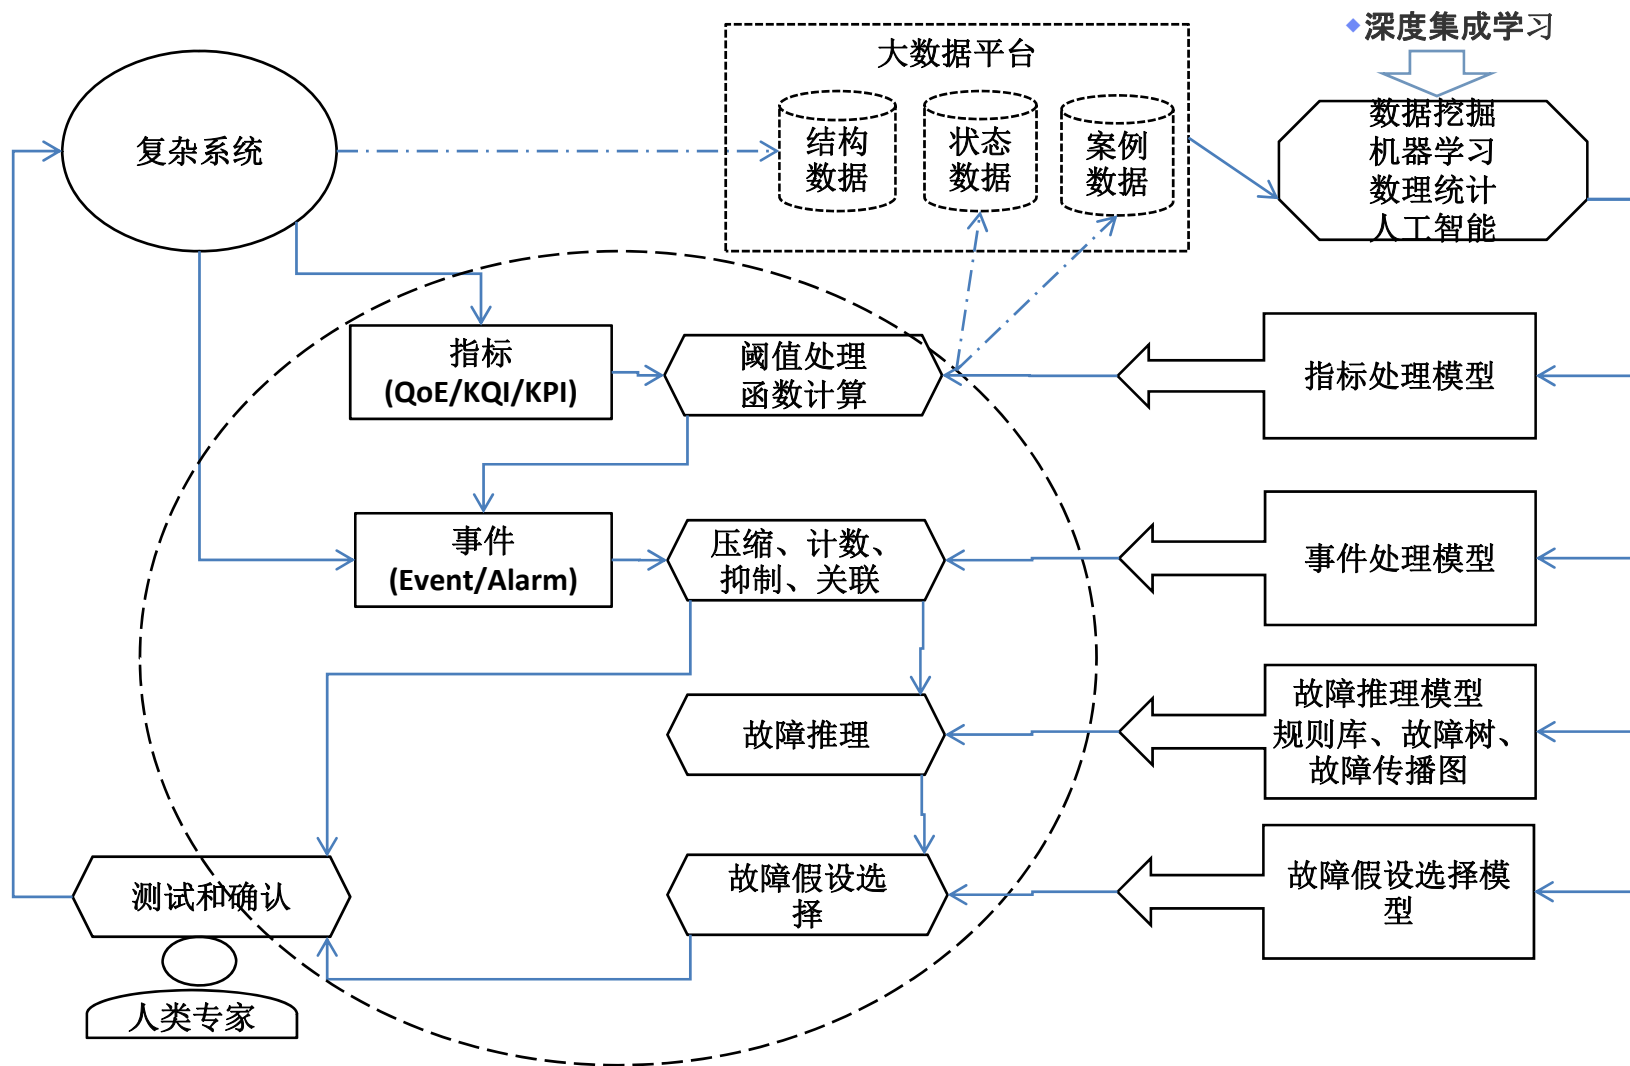 深度集成学习
大数据平台
复杂系统
结构
数据
状态
数据
案例
数据
数据挖掘
机器学习
数理统计
人工智能
指标
(QoE/KQI/KPI)
阈值处理
函数计算
指标处理模型
事件
(Event/Alarm)
压缩、计数、
抑制、关联
事件处理模型
故障推理
故障推理模型
规则库、故障树、
故障传播图
测试和确认
故障假设选
择
故障假设选择模
型
人类专家